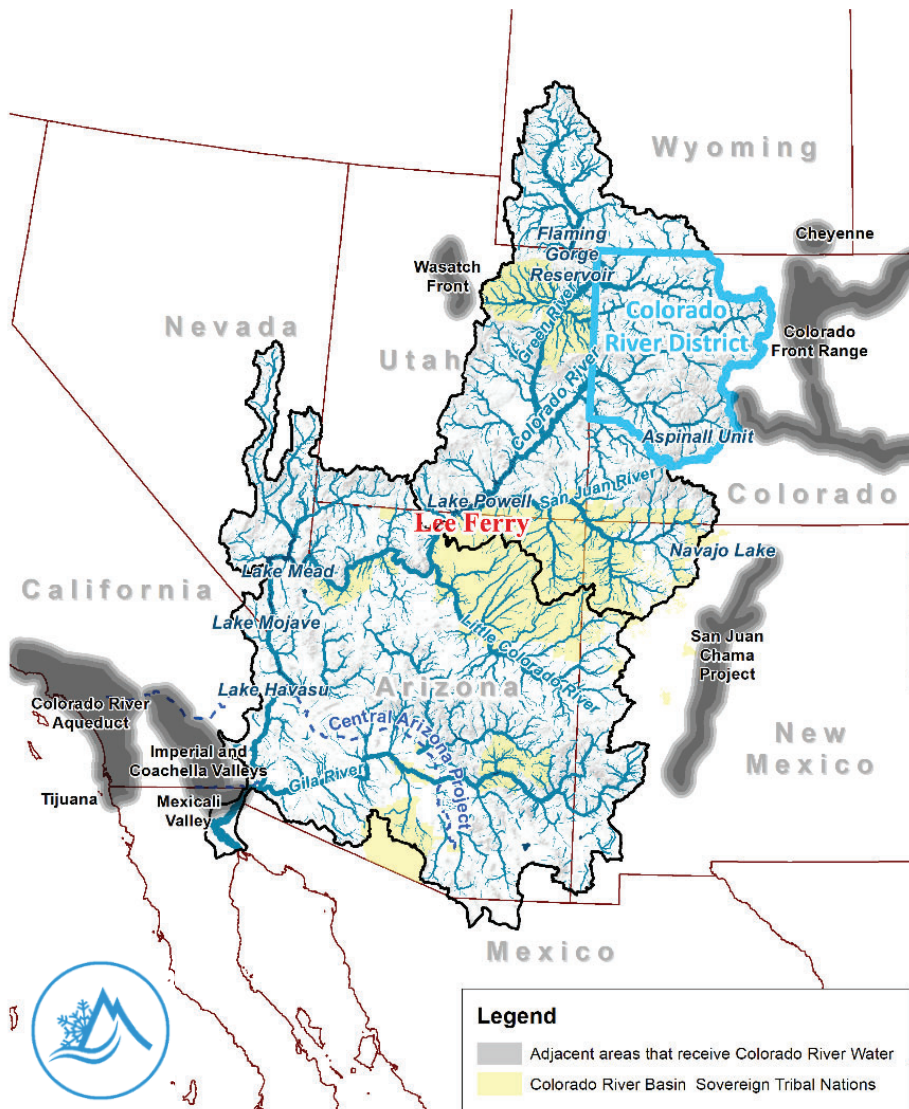 Wyoming
Cheyenne
Flaming
Gorge
Reservoir
Wasatch
Front
Green River
Colorado
River District
Colorado
Front Range
Nevada
Utah
Colorado River
Aspinall Unit
Colorado
Lake Powell
San Juan River
Lee Ferry
Navajo Lake
Lake Mead
California
Lake Mojave
Little Colorado River
San Juan
Chama
Project
Lake Havasu
Arizona
Colorado River
Aqueduct
Central Arizona Project
New
Mexico
Imperial and
Coachella Valleys
Gila River
Tijuana
Mexicali
Valley
Mexico
Legend
Adjacent areas that receive Colorado River Water
Colorado River Basin Sovereign Tribal Nations